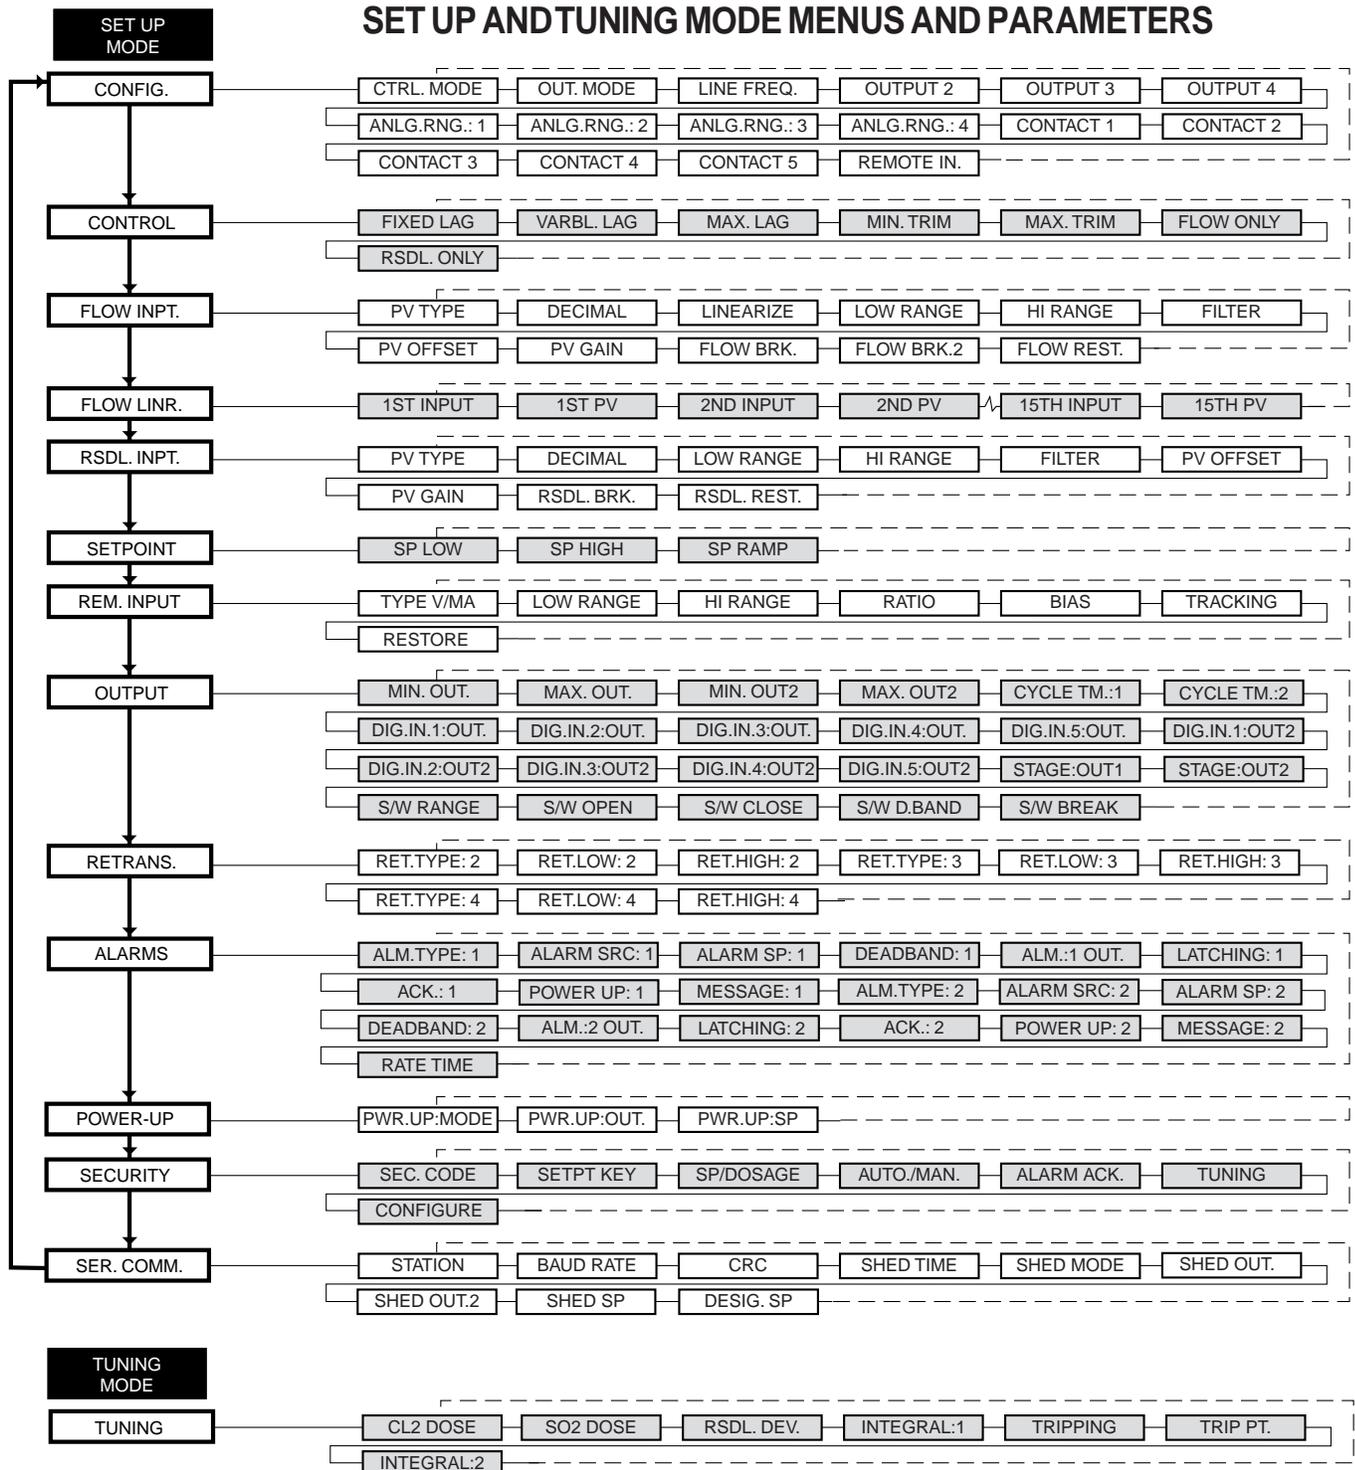 SET UP AND TUNING MODE MENUS AND PARAMETERS
SET UP
MODE
CONFIG. CTRL. MODE OUT. MODE LINE FREQ. OUTPUT 2 OUTPUT 3 OUTPUT 4
ANLG.RNG.: 1 ANLG.RNG.: 2 ANLG.RNG.: 3 ANLG.RNG.: 4 CONTACT 1 CONTACT 2
CONTACT 3 CONTACT 4 CONTACT 5 REMOTE IN.
CONTROL FIXED LAG VARBL. LAG MAX. LAG MIN. TRIM MAX. TRIM FLOW ONLY
RSDL. ONLY
FLOW INPT. PV TYPE DECIMAL LINEARIZE LOW RANGE HI RANGE FILTER
PV OFFSET PV GAIN FLOW BRK. FLOW BRK.2 FLOW REST.
FLOW LINR. 1ST INPUT 1ST PV 2ND INPUT 2ND PV 15TH INPUT 15TH PV
RSDL. INPT. PV TYPE DECIMAL LOW RANGE HI RANGE FILTER PV OFFSET
PV GAIN RSDL. BRK. RSDL. REST.
SETPOINT SP LOW SP HIGH SP RAMP
REM. INPUT TYPE V/MA LOW RANGE HI RANGE RATIO BIAS TRACKING
RESTORE
OUTPUT MIN. OUT. MAX. OUT. MIN. OUT2 MAX. OUT2 CYCLE TM.:1 CYCLE TM.:2
DIG.IN.1:OUT. DIG.IN.2:OUT. DIG.IN.3:OUT. DIG.IN.4:OUT. DIG.IN.5:OUT. DIG.IN.1:OUT2
DIG.IN.2:OUT2 DIG.IN.3:OUT2 DIG.IN.4:OUT2 DIG.IN.5:OUT2 STAGE:OUT1 STAGE:OUT2
S/W RANGE S/W OPEN S/W CLOSE S/W D.BAND S/W BREAK
RETRANS. RET.TYPE: 2 RET.LOW: 2 RET.HIGH: 2 RET.TYPE: 3 RET.LOW: 3 RET.HIGH: 3
RET.TYPE: 4 RET.LOW: 4 RET.HIGH: 4
ALARMS ALM.TYPE: 1 ALARM SRC: 1 ALARM SP: 1 DEADBAND: 1 ALM.:1 OUT. LATCHING: 1
ACK.: 1 POWER UP: 1 MESSAGE: 1 ALM.TYPE: 2 ALARM SRC: 2 ALARM SP: 2
DEADBAND: 2 ALM.:2 OUT. LATCHING: 2 ACK.: 2 POWER UP: 2 MESSAGE: 2
RATE TIME
POWER-UP PWR.UP:MODE PWR.UP:OUT. PWR.UP:SP
SECURITY SEC. CODE SETPT KEY SP/DOSAGE AUTO./MAN. ALARM ACK. TUNING
CONFIGURE
SER. COMM. STATION BAUD RATE CRC SHED TIME SHED MODE SHED OUT.
SHED OUT.2 SHED SP DESIG. SP
TUNING
MODE
TUNING CL2 DOSE SO2 DOSE RSDL. DEV. INTEGRAL:1 TRIPPING TRIP PT.
INTEGRAL:2